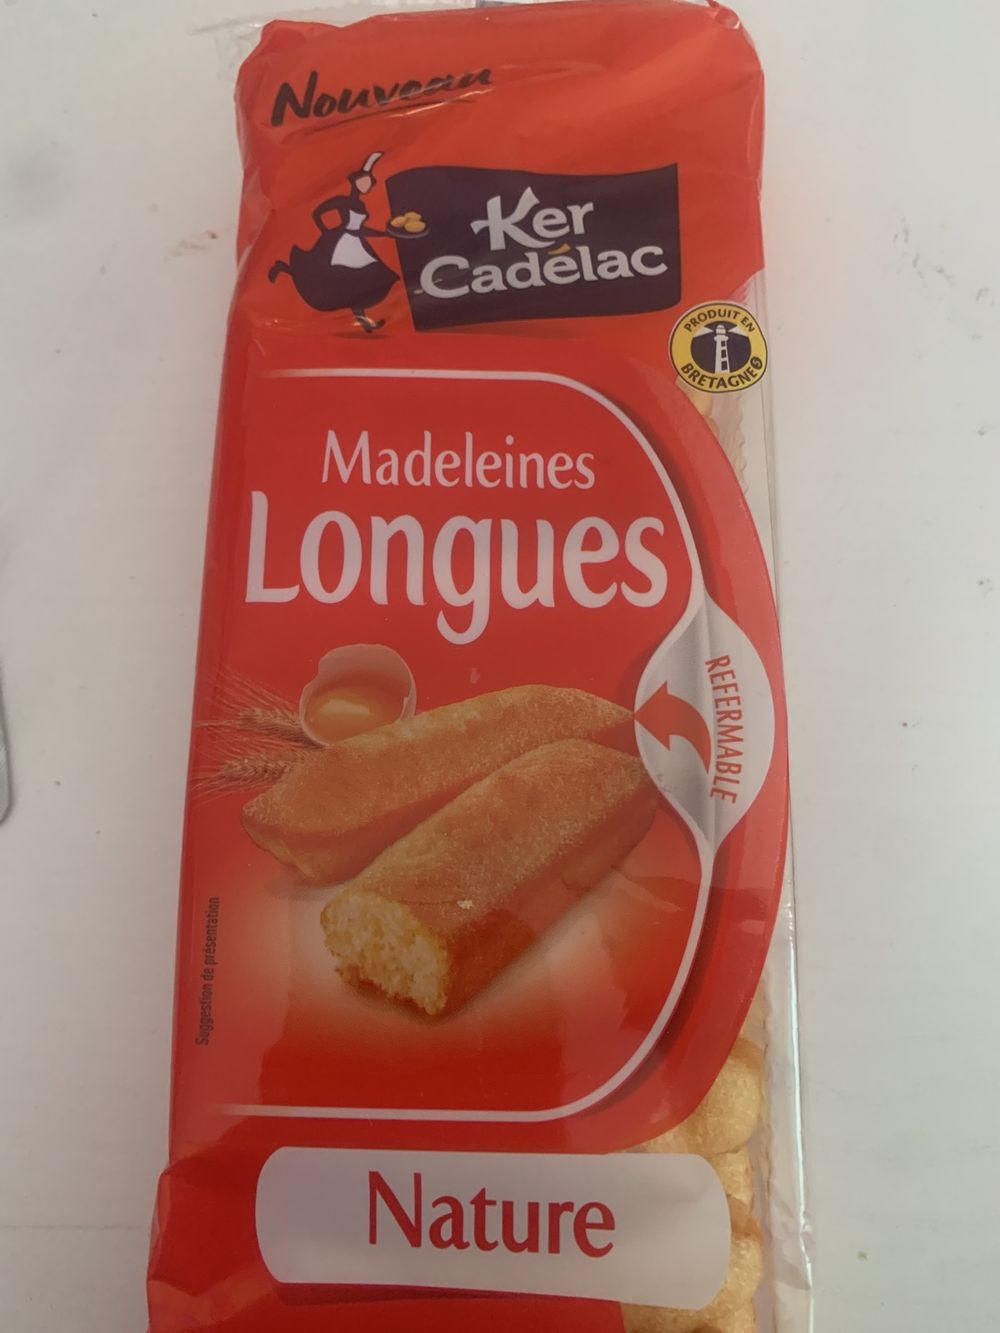 Nouveau
Ker
Cadélac
PRODUIT EN
BRETAGNE
Madeleines
Longues
REFERMABLE
Suggestion de présentation
Nature